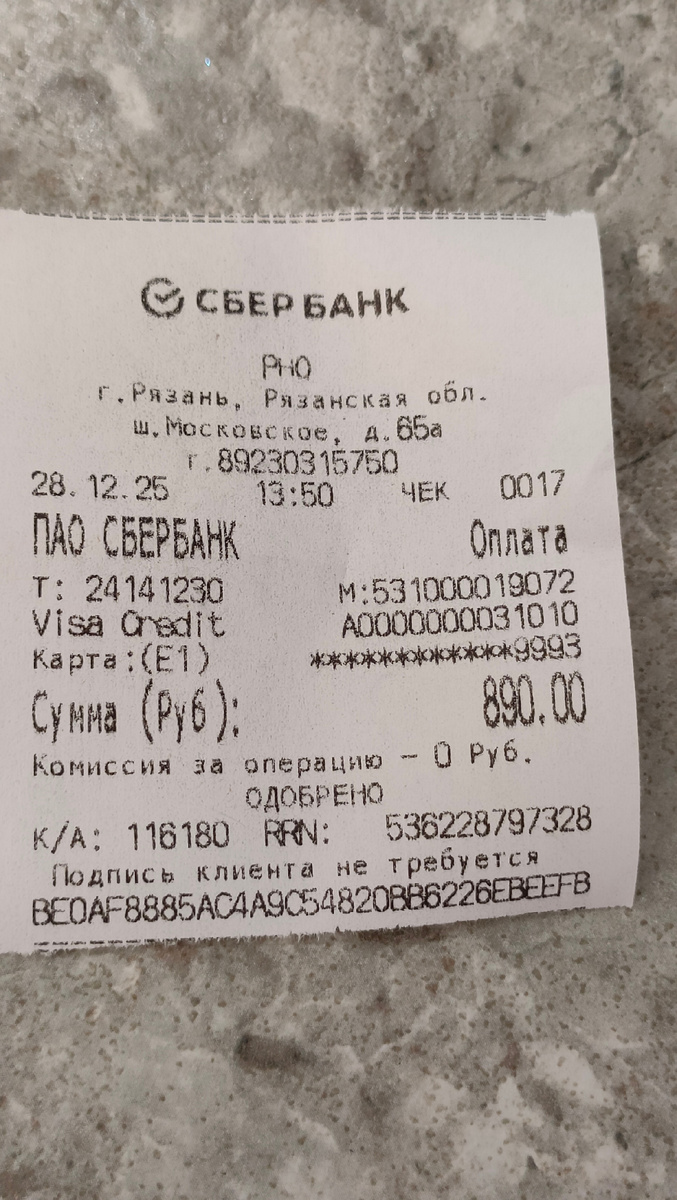 СБЕР БАНК
РНО
г.Рязань, Рязанская обл.
ш.Московское, д.65а
т.89230315750
28.12.25 13:50 ЧЕК 0017
ПАО СБЕРБАНК Оплата
Т: 24141230 М:531000019072
Visa Credit A0000000031010
Карта:(E1) ************9993
Сумма (Руб): 890.00
Комиссия за операцию - 0 Руб.
ОДОБРЕНО
К/А: 116180 RRN: 536228797328
Подпись клиента не требуется
BE0AF8885AC4A9C54820BB6226EBEEFB